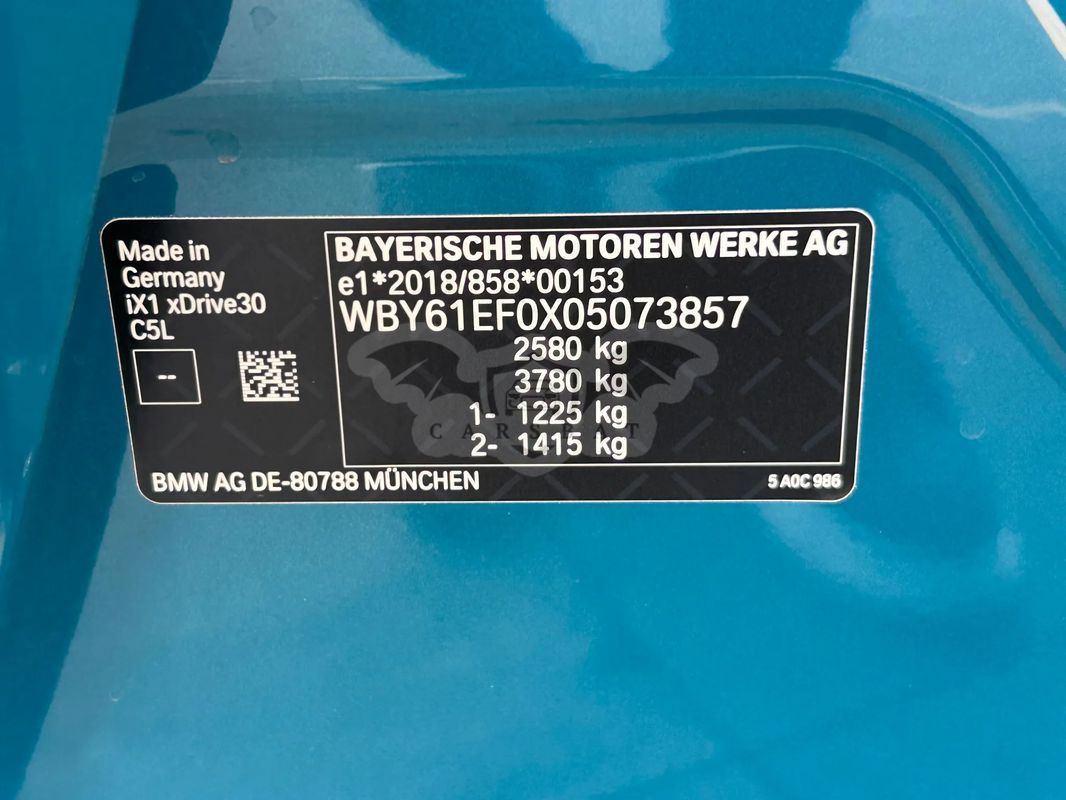 Made in
Germany
iX1 xDrive30
C5L
--
BAYERISCHE MOTOREN WERKE AG
e1*2018/858*00153
WBY61EF0X05073857
2580 kg
3780 kg
1- 1225 kg
2- 1415 kg
CARSPAT
BMW AG DE-80788 MÜNCHEN
5 A0C 986